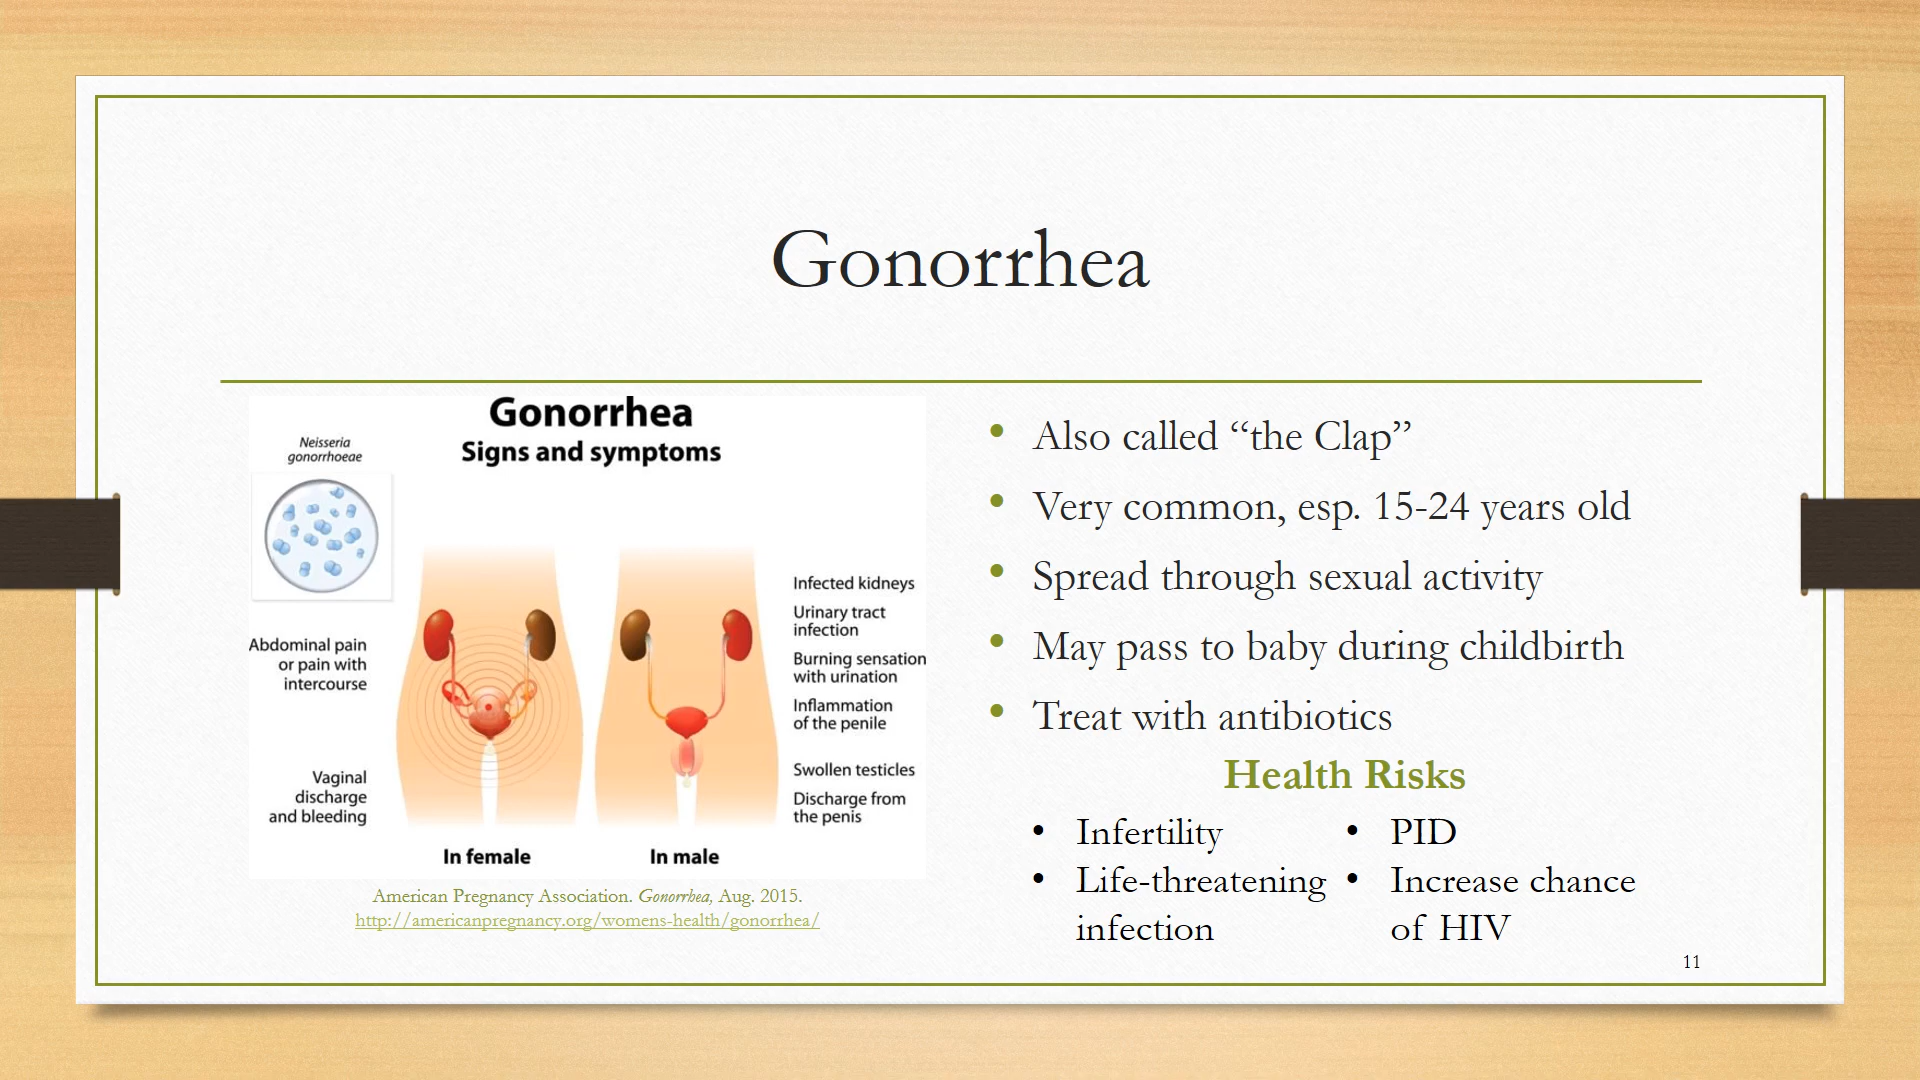 Gonorrhea
Gonorrhea
Signs and symptoms
Neisseria
gonorrhoeae
Abdominal pain
or pain with
intercourse
Vaginal
discharge
and bleeding
Infected kidneys
Urinary tract
infection
Burning sensation
with urination
Inflammation
of the penile
Swollen testicles
Discharge from
the penis
In female
In male
American Pregnancy Association. Gonorrhea, Aug. 2015.
http://americanpregnancy.org/womens-health/gonorrhea/
• Also called “the Clap”
• Very common, esp. 15-24 years old
• Spread through sexual activity
• May pass to baby during childbirth
• Treat with antibiotics
Health Risks
• Infertility
• Life-threatening
infection
• PID
• Increase chance
of HIV
11